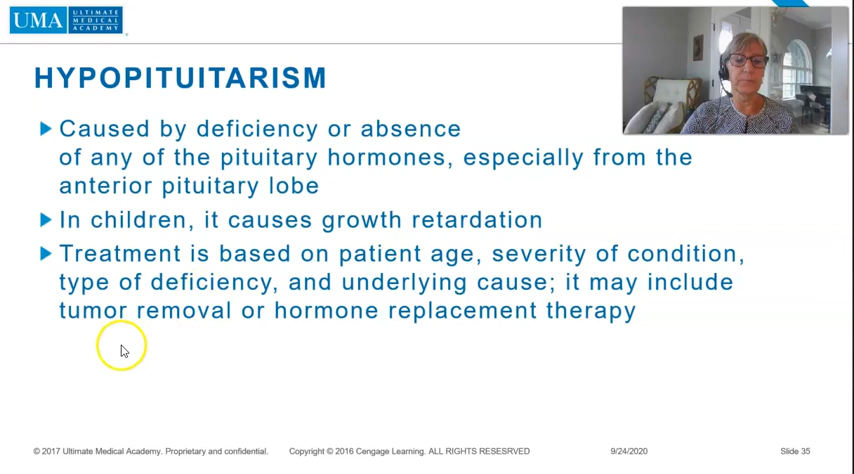 UMA ULTIMATE
MEDICAL
ACADEMY
HYPOPITUITARISM
Caused by deficiency or absence
of any of the pituitary hormones, especially from the
anterior pituitary lobe
In children, it causes growth retardation
Treatment is based on patient age, severity of condition,
type of deficiency, and underlying cause; it may include
tumor removal or hormone replacement therapy
© 2017 Ultimate Medical Academy. Proprietary and confidential. Copyright © 2016 Cengage Learning. ALL RIGHTS RESESRVED 9/24/2020 Slide 35